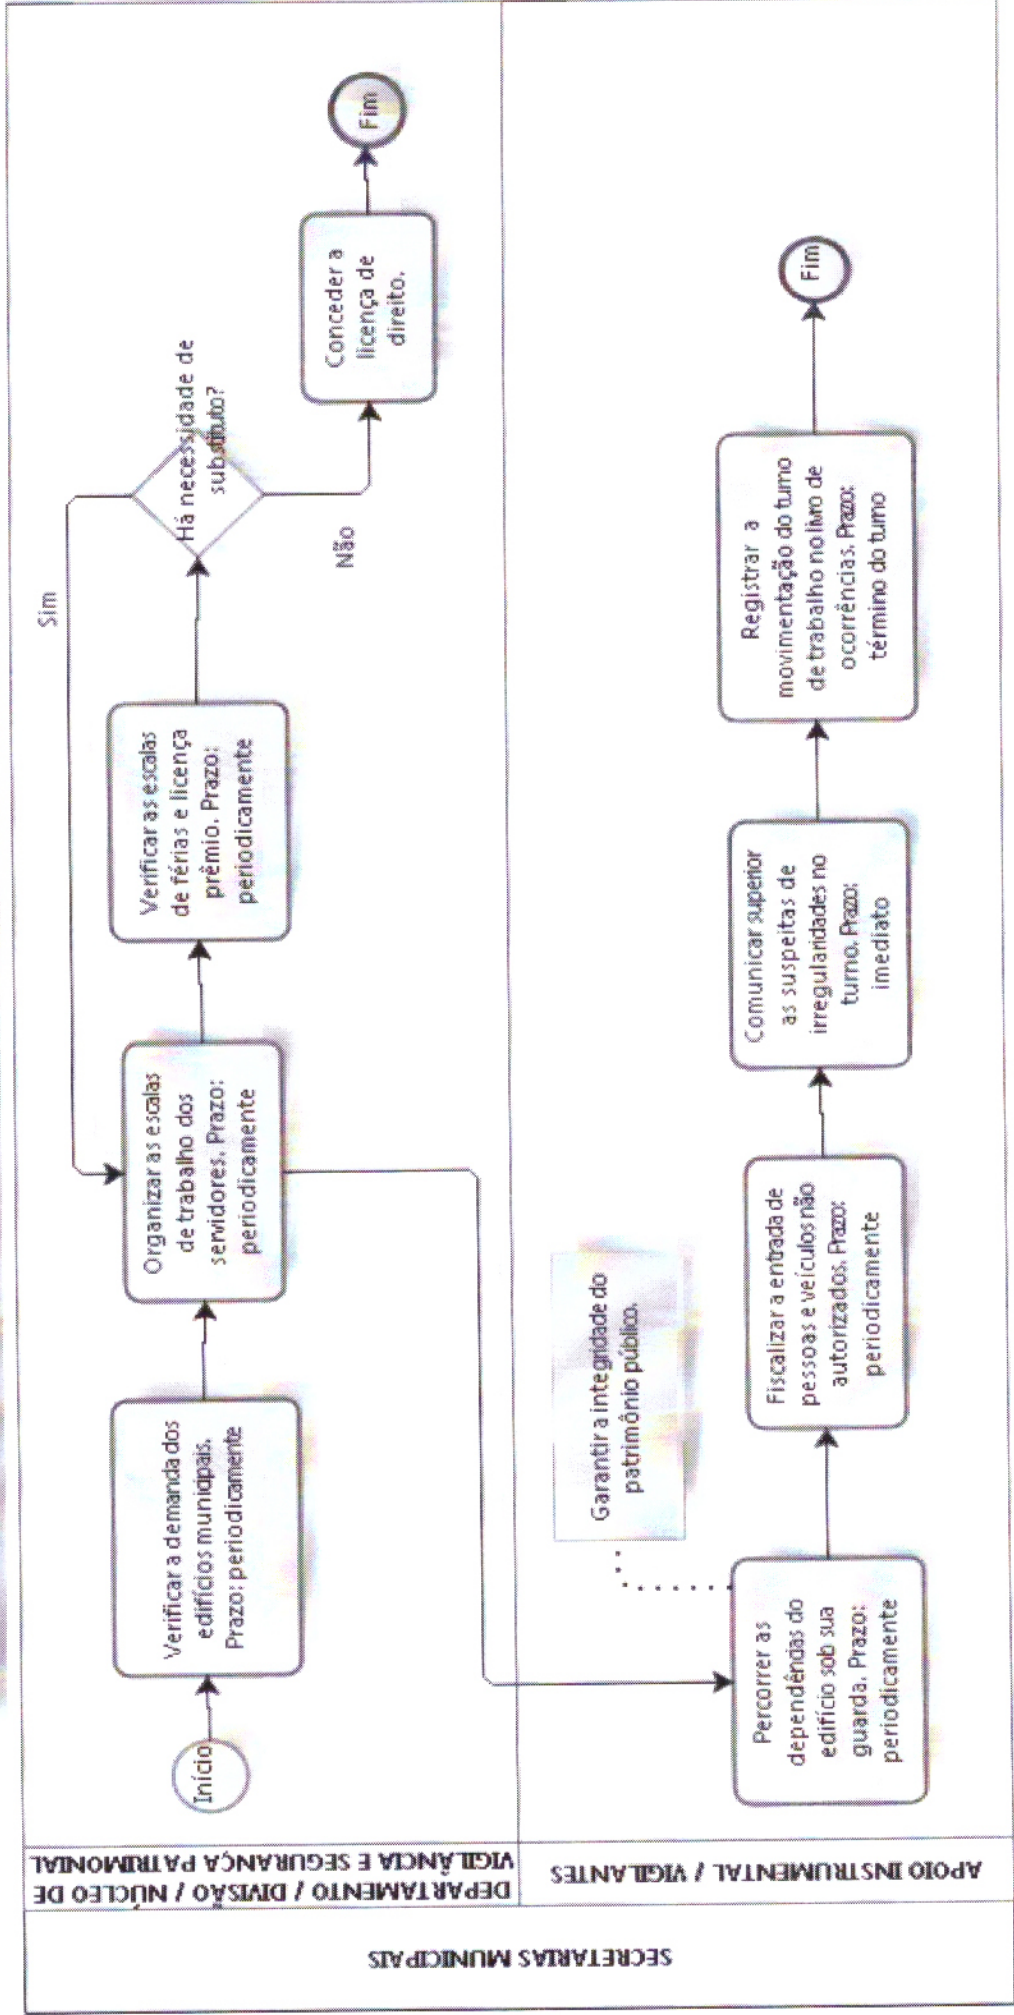 SECRETARIAS MUNICIPAIS
DEPARTAMENTO / DIVISÃO / NÚCLEO DE
VIGILÂNCIA E SEGURANÇA PATRIMONIAL
Início
Verificar a demanda dos
edifícios municipais.
Prazo: periodicamente
Organizar as escalas
de trabalho dos
servidores. Prazo:
periodicamente
Verificar as escalas
de férias e licença
prêmio. Prazo:
periodicamente
Há necessidade de
substituto?
Sim
Não
Conceder a
licença de
direito.
Fim
APOIO INSTRUMENTAL / VIGILANTES
Percorrer as
dependências do
edifício sob sua
guarda. Prazo:
periodicamente
Garantir a integridade do
patrimônio público.
Fiscalizar a entrada de
pessoas e veículos não
autorizados. Prazo:
periodicamente
Comunicar superior
as suspeitas de
irregularidades no
turno. Prazo:
imediato
Registrar a
movimentação do turno
de trabalho no livro de
ocorrências. Prazo:
término do turno
Fim